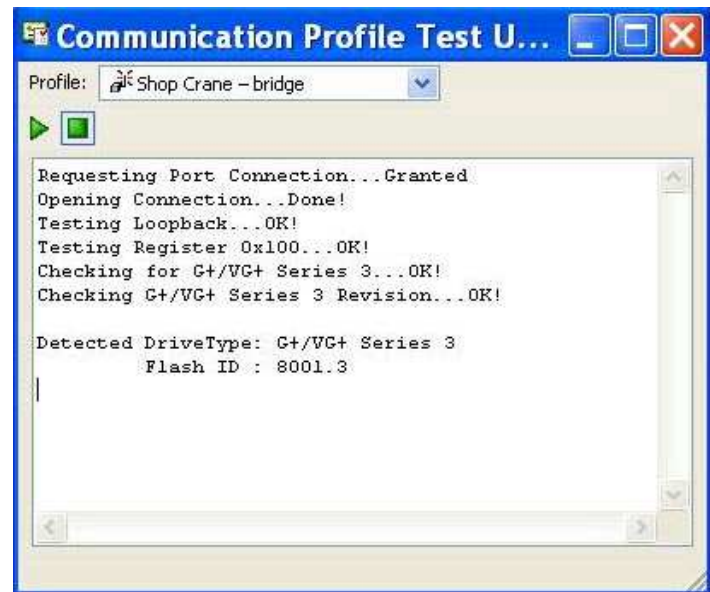 Communication Profile Test U...
Profile: Shop Crane – bridge
Requesting Port Connection...Granted
Opening Connection...Done!
Testing Loopback...OK!
Testing Register 0x100...OK!
Checking for G+/VG+ Series 3...OK!
Checking G+/VG+ Series 3 Revision...OK!
Detected DriveType: G+/VG+ Series 3
Flash ID : 8001.3